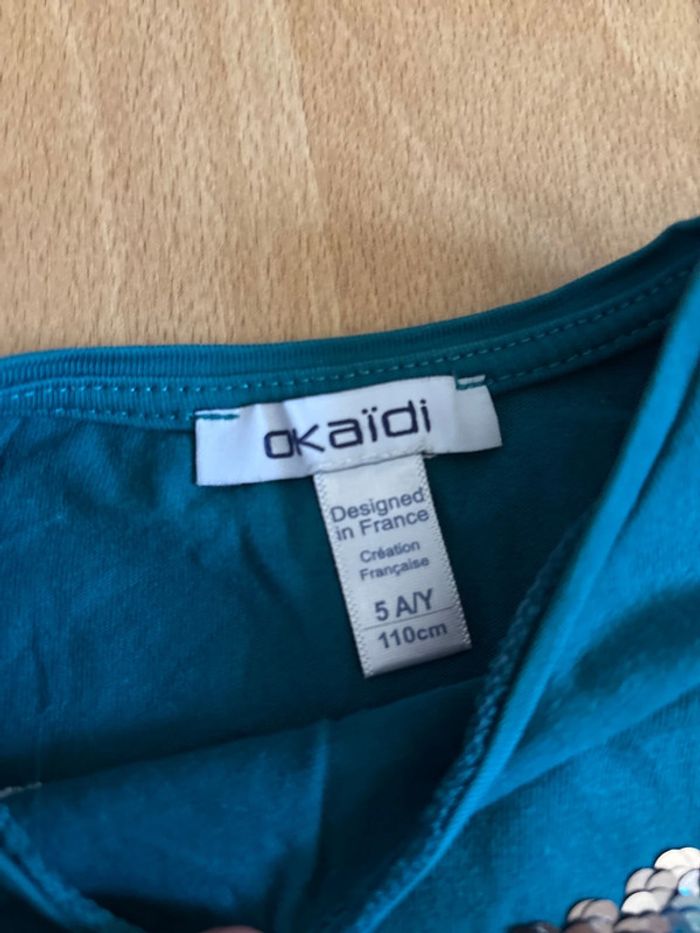 okaïdi
Designed
in France
Création
Française
5 A/Y
110cm